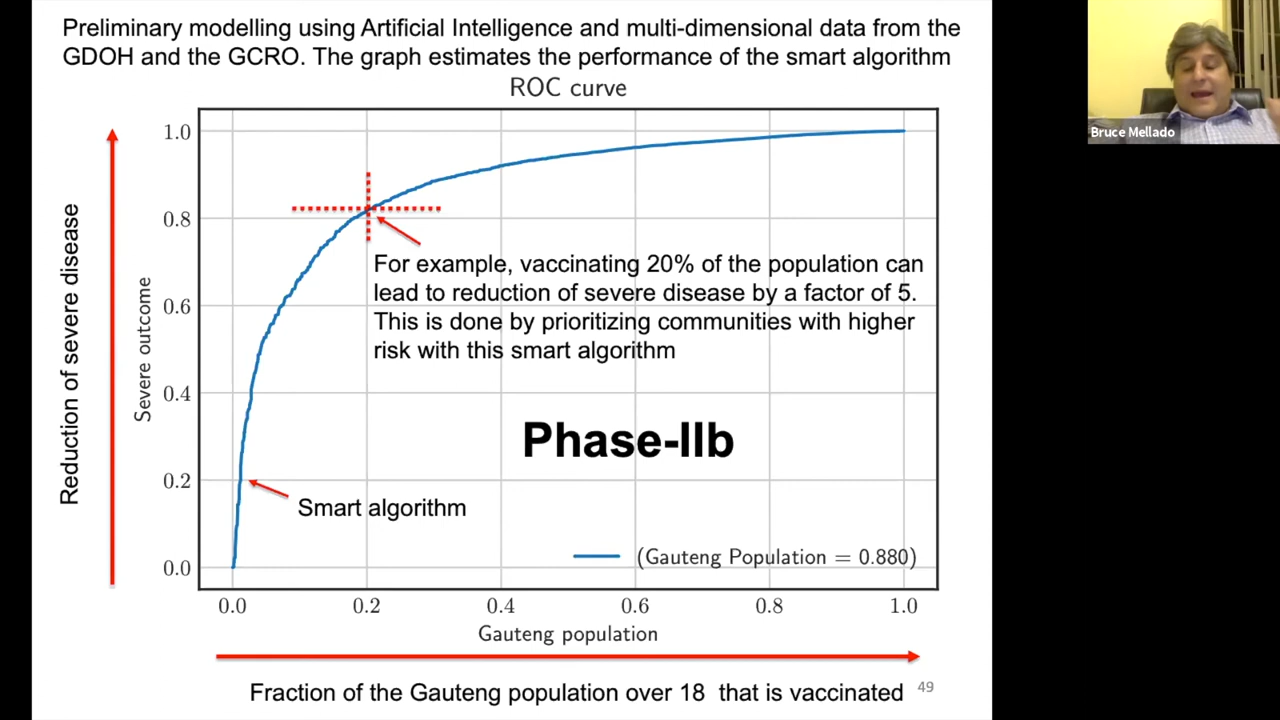 Preliminary modelling using Artificial Intelligence and multi-dimensional data from the
GDOH and the GCRO. The graph estimates the performance of the smart algorithm
ROC curve
Bruce Mellado
Reduction of severe disease
Severe outcome
1.0
0.8
0.6
0.4
0.2
0.0
For example, vaccinating 20% of the population can
lead to reduction of severe disease by a factor of 5.
This is done by prioritizing communities with higher
risk with this smart algorithm
Phase-IIb
Smart algorithm
(Gauteng Population = 0.880)
0.0 0.2 0.4 0.6 0.8 1.0
Gauteng population
Fraction of the Gauteng population over 18 that is vaccinated
49